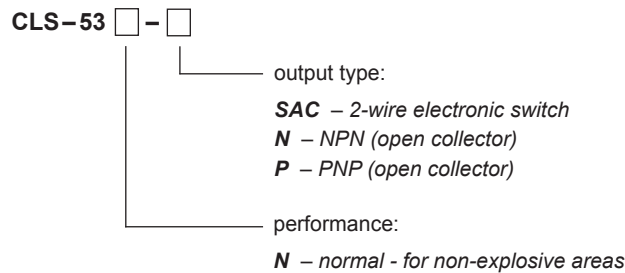 CLS–53 □ – □
output type:
SAC – 2-wire electronic switch
N – NPN (open collector)
P – PNP (open collector)
performance:
N – normal - for non-explosive areas